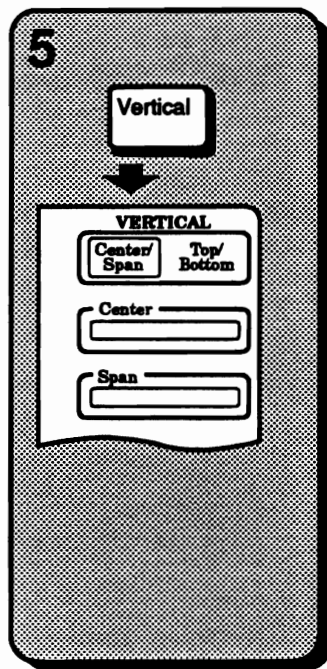 5
Vertical
VERTICAL
Center/ Top/
Span Bottom
Center
Span